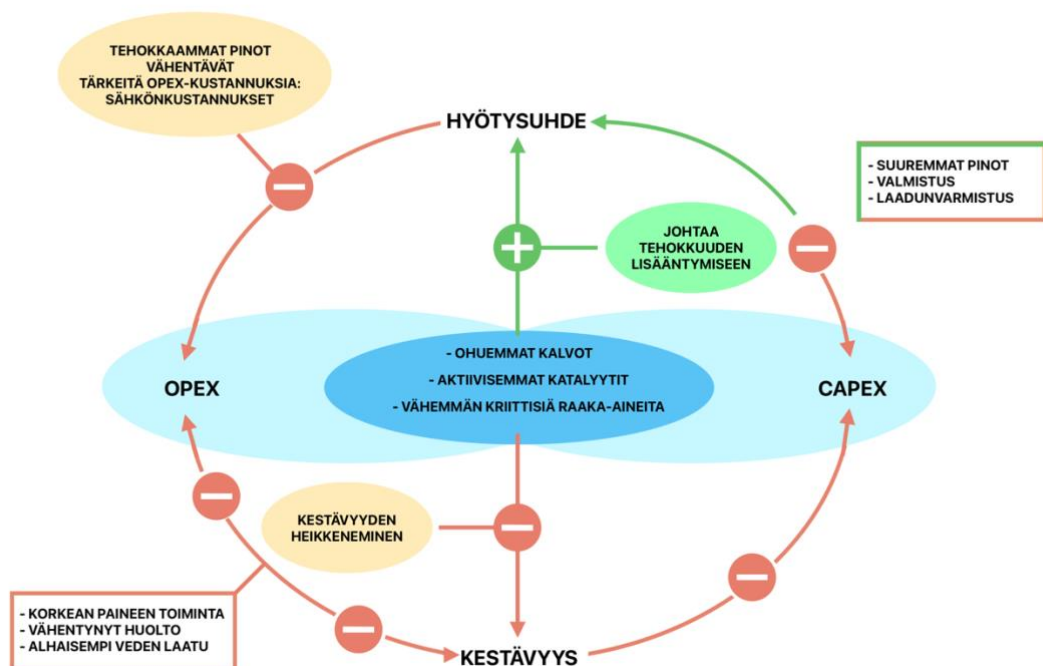 TEHOKKAAMMAT PINOT
VÄHENTÄVÄT
TÄRKEITÄ OPEX-KUSTANNUKSIA:
SÄHKÖNKUSTANNUKSET
HYÖTYSUHDE
- SUUREMMAT PINOT
- VALMISTUS
- LAADUNVARMISTUS
JOHTAA
TEHOKKUUDEN
LISÄÄNTYMISEEN
- OHUEMMAT KALVOT
- AKTIIVISEMMAT KATALYYTIT
- VÄHEMMÄN KRIITTISIÄ RAAKA-AINEITA
OPEX
CAPEX
KESTÄVYYDEN
HEIKKENEMINEN
- KORKEAN PAINEEN TOIMINTA
- VÄHENTYNYT HUOLTO
- ALHAISEMPI VEDEN LAATU
KESTÄVYYS